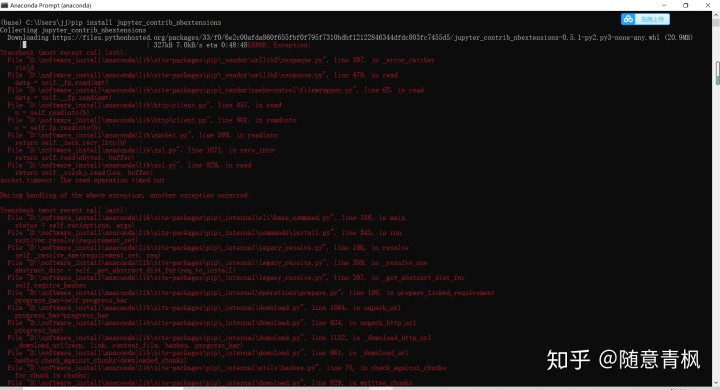 Anaconda Prompt (anaconda)
拖拽上传
(base) C:\Users\jj>pip install jupyter_contrib_nbextensions
Collecting jupyter_contrib_nbextensions
Downloading https://files.pythonhosted.org/packages/33/f0/6e2c00afda860f655fbf0f795f7310bdbf12122846344dfdc803fc7455d5/jupyter_contrib_nbextensions-0.5.1-py2.py3-none-any.whl (20.9MB)
| 327kB 7.0kB/s eta 0:48:48ERROR: Exception:
Traceback (most recent call last):
File "D:\software_install\anaconda\lib\site-packages\pip\_vendor\urllib3\response.py", line 397, in _error_catcher
yield
File "D:\software_install\anaconda\lib\site-packages\pip\_vendor\urllib3\response.py", line 479, in read
data = self._fp.read(amt)
File "D:\software_install\anaconda\lib\site-packages\pip\_vendor\cachecontrol\filewrapper.py", line 62, in read
data = self.__fp.read(amt)
File "D:\software_install\anaconda\lib\http\client.py", line 457, in read
n = self.readinto(b)
File "D:\software_install\anaconda\lib\http\client.py", line 501, in readinto
n = self.fp.readinto(b)
File "D:\software_install\anaconda\lib\socket.py", line 589, in readinto
return self._sock.recv_into(b)
File "D:\software_install\anaconda\lib\ssl.py", line 1071, in recv_into
return self.read(nbytes, buffer)
File "D:\software_install\anaconda\lib\ssl.py", line 929, in read
return self._sslobj.read(len, buffer)
socket.timeout: The read operation timed out
During handling of the above exception, another exception occurred:
Traceback (most recent call last):
File "D:\software_install\anaconda\lib\site-packages\pip\_internal\cli\base_command.py", line 188, in main
status = self.run(options, args)
File "D:\software_install\anaconda\lib\site-packages\pip\_internal\commands\install.py", line 345, in run
resolver.resolve(requirement_set)
File "D:\software_install\anaconda\lib\site-packages\pip\_internal\legacy_resolve.py", line 196, in resolve
self._resolve_one(requirement_set, req)
File "D:\software_install\anaconda\lib\site-packages\pip\_internal\legacy_resolve.py", line 359, in _resolve_one
abstract_dist = self._get_abstract_dist_for(req_to_install)
File "D:\software_install\anaconda\lib\site-packages\pip\_internal\legacy_resolve.py", line 307, in _get_abstract_dist_for
self.require_hashes
File "D:\software_install\anaconda\lib\site-packages\pip\_internal\operations\prepare.py", line 199, in prepare_linked_requirement
progress_bar=self.progress_bar
File "D:\software_install\anaconda\lib\site-packages\pip\_internal\download.py", line 1064, in unpack_url
progress_bar=progress_bar
File "D:\software_install\anaconda\lib\site-packages\pip\_internal\download.py", line 924, in unpack_http_url
progress_bar)
File "D:\software_install\anaconda\lib\site-packages\pip\_internal\download.py", line 1152, in _download_http_url
_download_url(resp, link, content_file, hashes, progress_bar)
File "D:\software_install\anaconda\lib\site-packages\pip\_internal\download.py", line 861, in _download_url
hashes.check_against_chunks(downloaded_chunks)
File "D:\software_install\anaconda\lib\site-packages\pip\_internal\utils\hashes.py", line 75, in check_against_chunks
for chunk in chunks:
File "D:\software_install\anaconda\lib\site-packages\pip\_internal\download.py", line 829, in written_chunks
知乎 @随意青枫